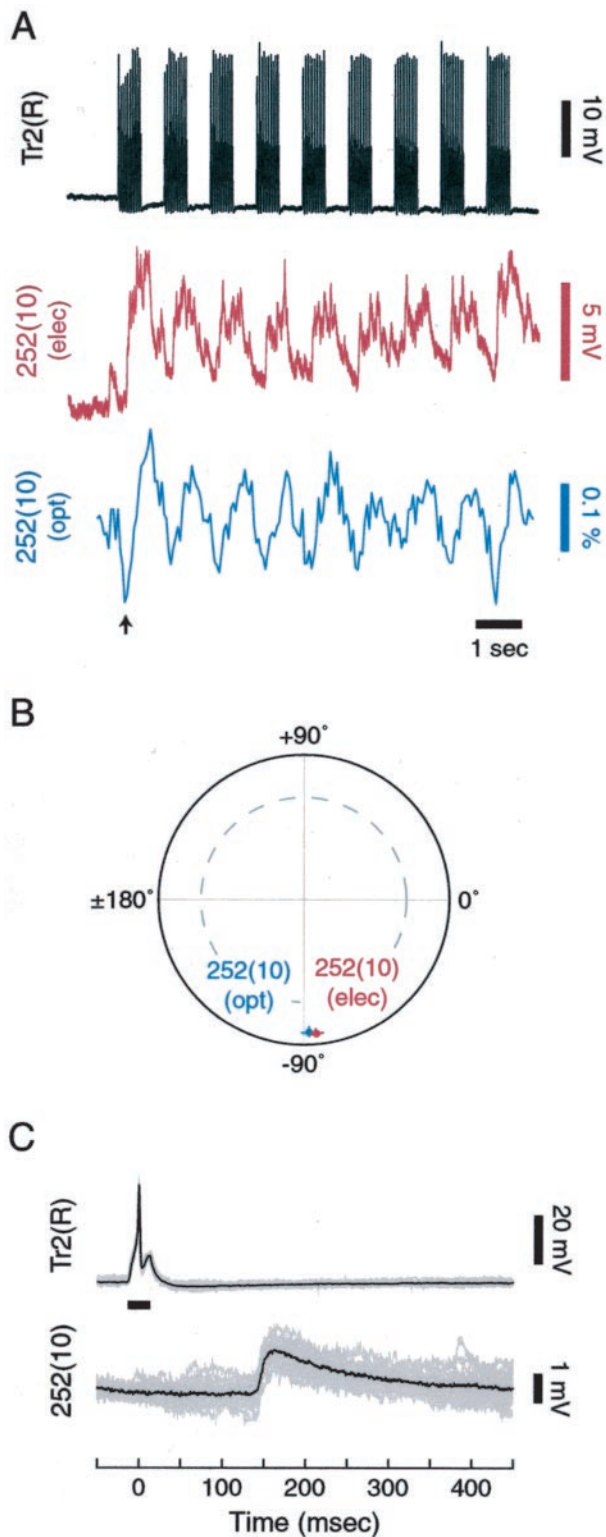 A
Tr2(R)
10 mV
252(10)
(elec)
5 mV
252(10)
(opt)
0.1 %
1 sec
B
+90°
±180°
0°
252(10)
(opt)
252(10)
(elec)
-90°
C
Tr2(R)
20 mV
252(10)
1 mV
0
100
200
300
400
Time (msec)